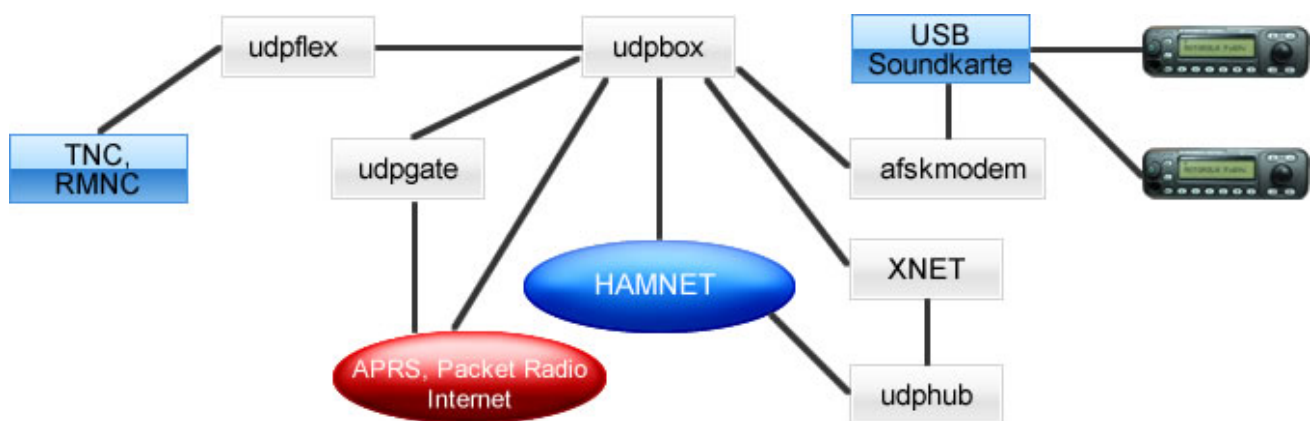 udpflex
udpbox
USB
Soundkarte
TNC,
RMNC
udpgate
afskmodem
HAMNET
XNET
APRS, Packet Radio
Internet
udphub